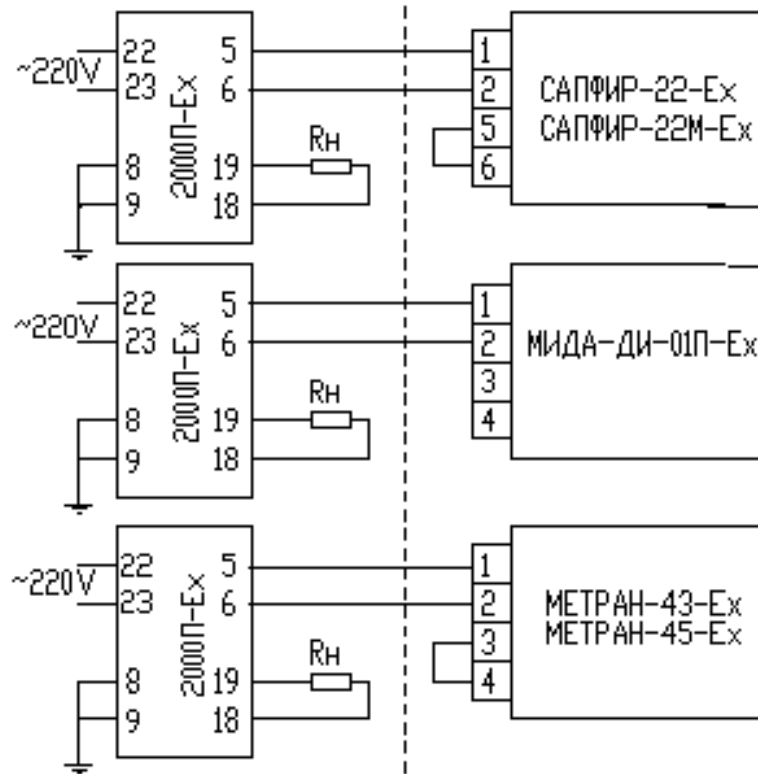 ~220V
22
23
8
9
2000П-Ex
5
6
19
18
Rн
1
2
5
6
САПФИР-22-Ex
САПФИР-22М-Ex
~220V
22
23
8
9
2000П-Ex
5
6
19
18
Rн
1
2
3
4
МИДА-ДИ-01П-Ex
~220V
22
23
8
9
2000П-Ex
5
6
19
18
Rн
1
2
3
4
МЕТРАН-43-Ex
МЕТРАН-45-Ex